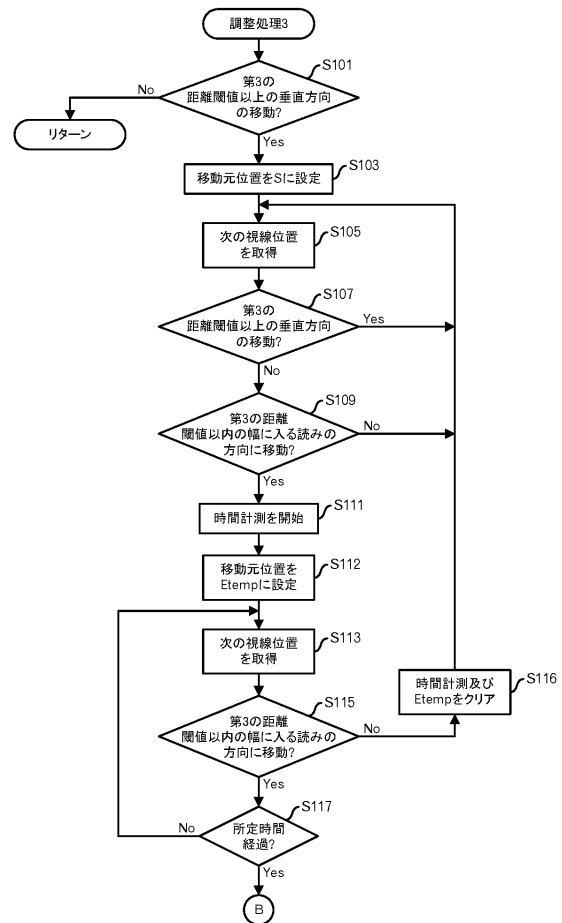 調整処理3
S101
第3の
距離閾値以上の垂直方向
の移動?
No
リターン
Yes
S103
移動元位置をSに設定
S105
次の視線位置
を取得
S107
第3の
距離閾値以上の垂直方向
の移動?
Yes
No
S109
第3の距離
閾値以内の幅に入る読みの
方向に移動?
No
Yes
S111
時間計測を開始
S112
移動元位置を
Etempに設定
S113
次の視線位置
を取得
S116
時間計測及び
Etempをクリア
S115
第3の距離
閾値以内の幅に入る読みの
方向に移動?
No
Yes
S117
所定時間
経過?
No
Yes
B